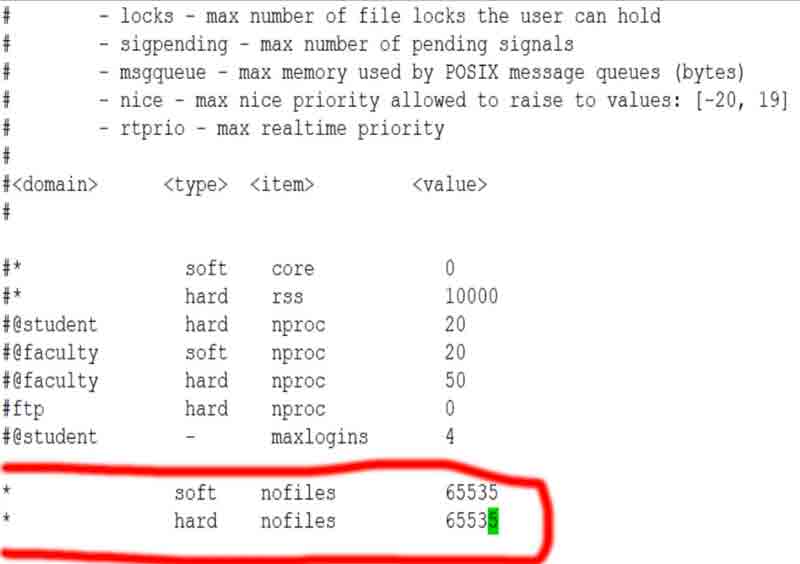 # - locks - max number of file locks the user can hold
# - sigpending - max number of pending signals
# - msgqueue - max memory used by POSIX message queues (bytes)
# - nice - max nice priority allowed to raise to values: [-20, 19]
# - rtprio - max realtime priority
#
#<domain> <type> <item> <value>
#
#* soft core 0
#* hard rss 10000
#@student hard nproc 20
#@faculty soft nproc 20
#@faculty hard nproc 50
#ftp hard nproc 0
#@student - maxlogins 4
* soft nofiles 65535
* hard nofiles 65535